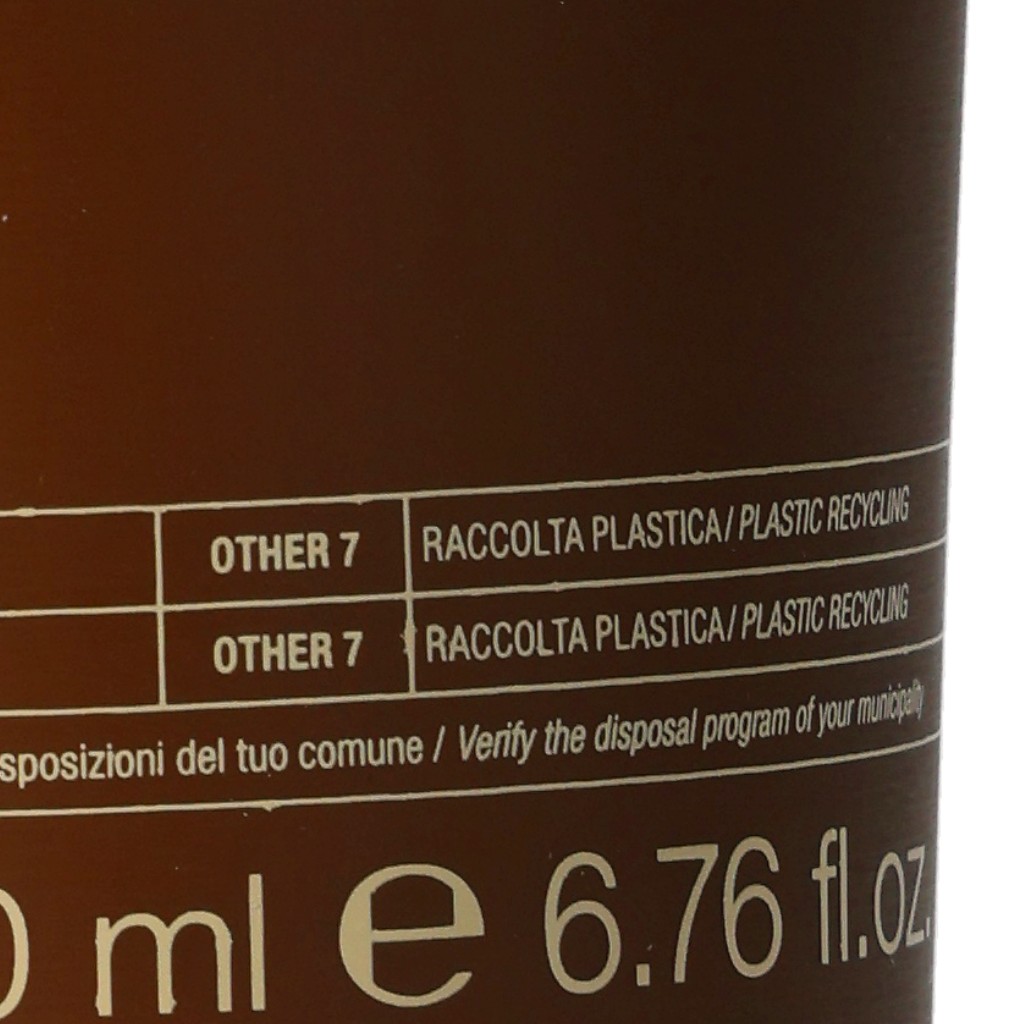 OTHER 7 RACCOLTA PLASTICA / PLASTIC RECYCLING
OTHER 7 RACCOLTA PLASTICA / PLASTIC RECYCLING
sposizioni del tuo comune / Verify the disposal program of your municipality
0 ml e 6.76 fl.oz.